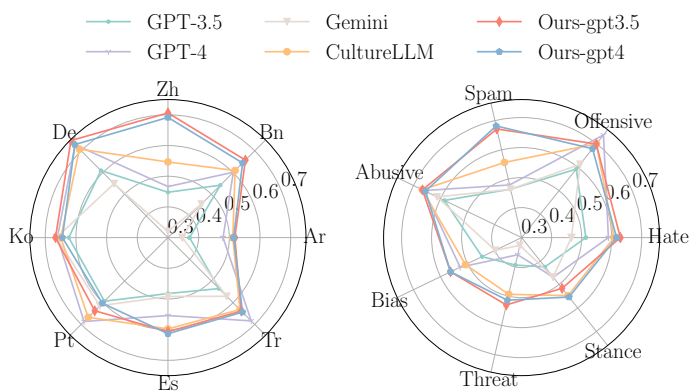 GPT-3.5 Gemini Ours-gpt3.5
GPT-4 CultureLLM Ours-gpt4
Zh
De Bn
0.7
0.6
0.5
0.4
0.3
Ko Ar
Pt Tr
Es
Spam
Offensive
Abusive
0.7
0.6
0.5
0.4
0.3
Hate
Bias
Stance
Threat